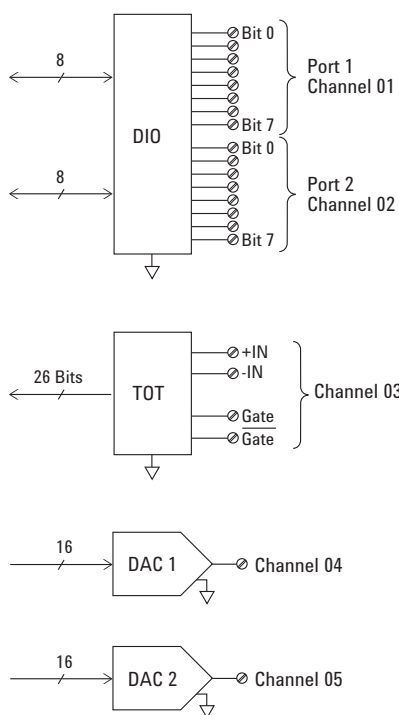 8
DIO
Bit 0
Bit 7
Port 1
Channel 01
8
Bit 0
Bit 7
Port 2
Channel 02
26 Bits
TOT
+IN
-IN
Gate
Gate
Channel 03
16
DAC 1
Channel 04
16
DAC 2
Channel 05